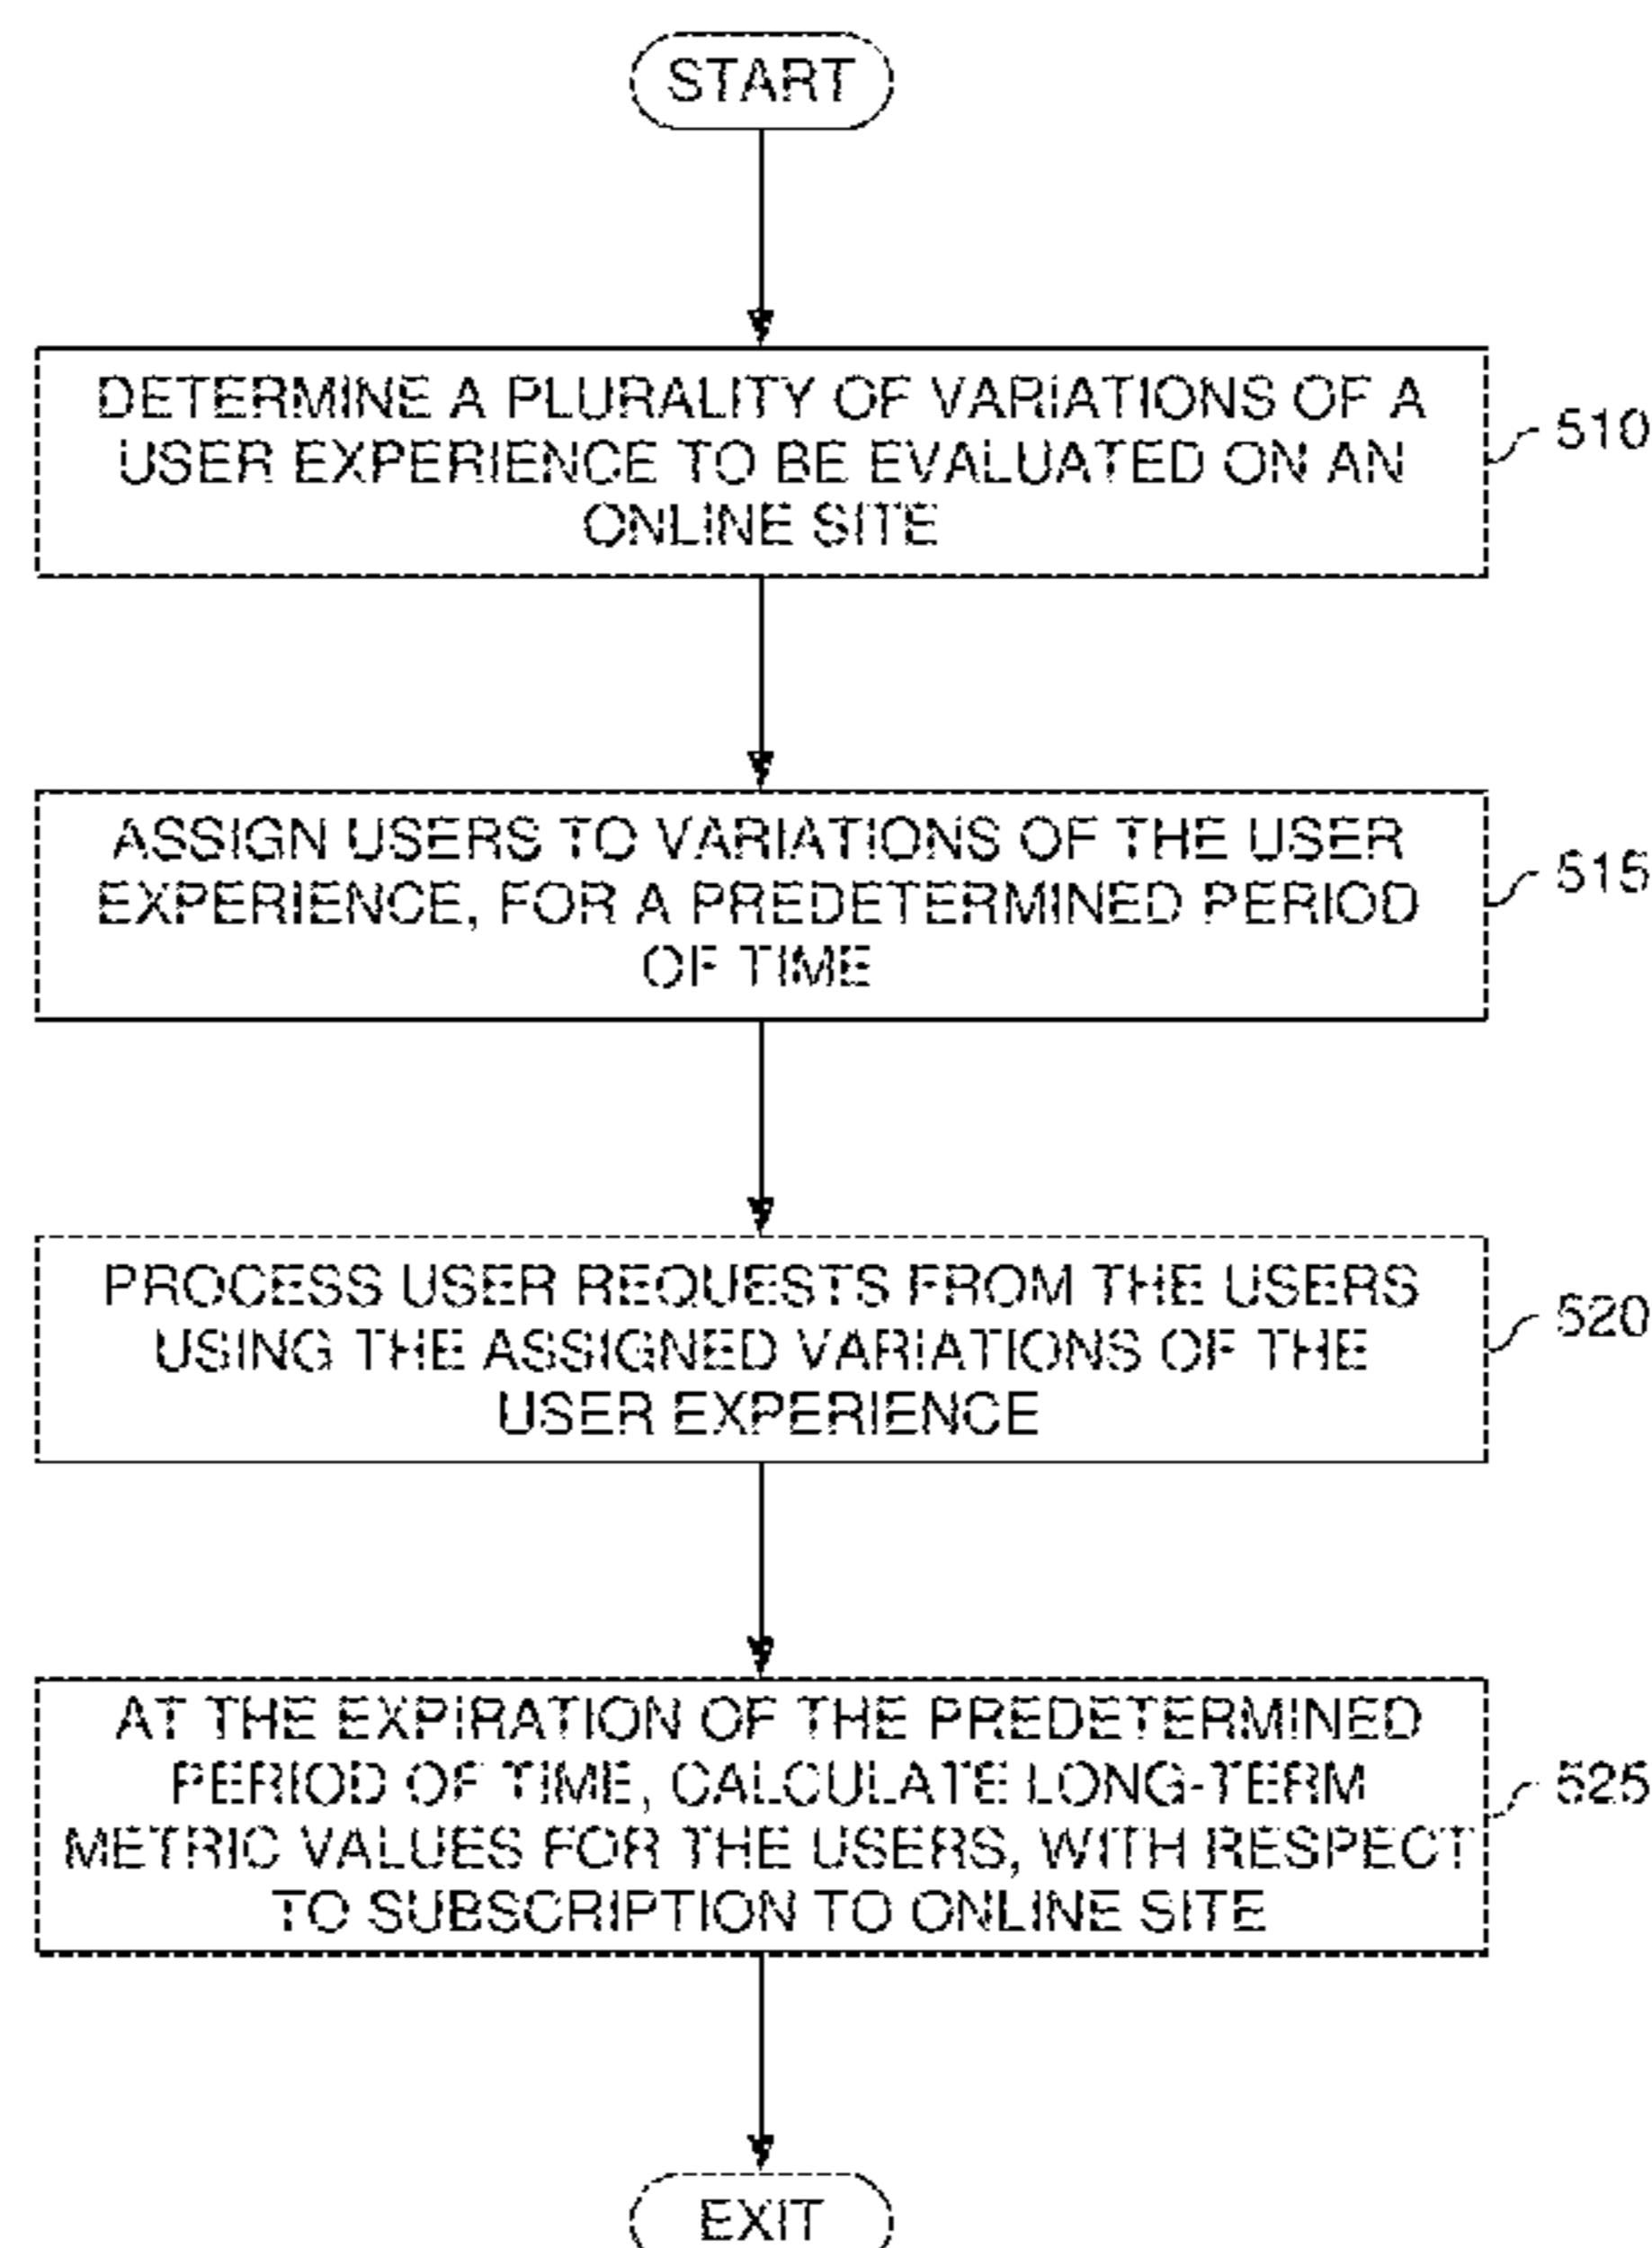 START
DETERMINE A PLURALITY OF VARIATIONS OF A
USER EXPERIENCE TO BE EVALUATED ON AN
ONLINE SITE
510
ASSIGN USERS TO VARIATIONS OF THE USER
EXPERIENCE, FOR A PREDETERMINED PERIOD
OF TIME
515
PROCESS USER REQUESTS FROM THE USERS
USING THE ASSIGNED VARIATIONS OF THE
USER EXPERIENCE
520
AT THE EXPIRATION OF THE PREDETERMINED
PERIOD OF TIME, CALCULATE LONG-TERM
METRIC VALUES FOR THE USERS, WITH RESPECT
TO SUBSCRIPTION TO ONLINE SITE
525
EXIT